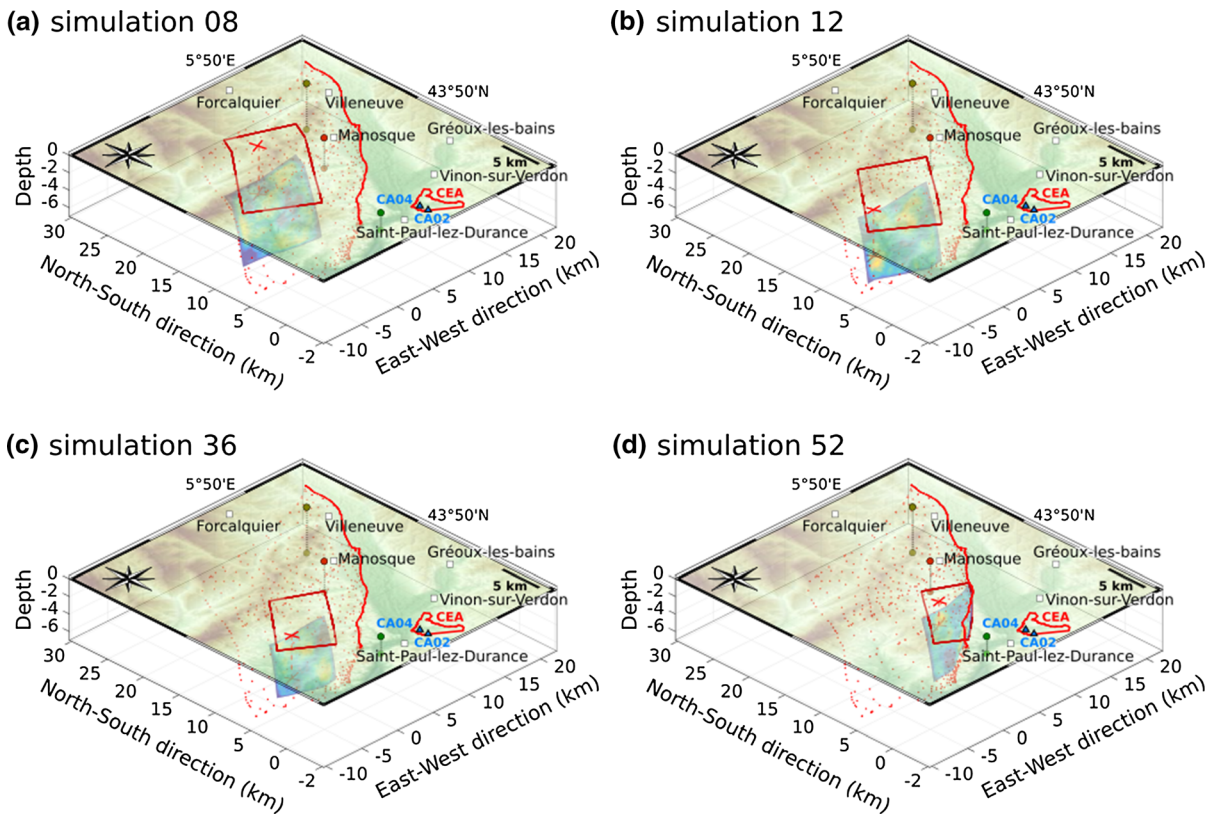 (a) simulation 08
5°50'E
Forcalquier
Villeneuve
43°50'N
Manosque
Gréoux-les-bains
5 km
Vinon-sur-Verdon
CA04
CEA
CA02
Saint-Paul-lez-Durance
Depth
0
-2
-4
-6
30
25
20
15
10
5
0
-2
North-South direction (km)
-10
-5
0
5
10
15
20
East-West direction (km)
(b) simulation 12
5°50'E
Forcalquier
Villeneuve
43°50'N
Manosque
Gréoux-les-bains
5 km
Vinon-sur-Verdon
CA04
CEA
CA02
Saint-Paul-lez-Durance
Depth
0
-2
-4
-6
30
25
20
15
10
5
0
-2
North-South direction (km)
-10
-5
0
5
10
15
20
East-West direction (km)
(c) simulation 36
5°50'E
Forcalquier
Villeneuve
43°50'N
Manosque
Gréoux-les-bains
5 km
Vinon-sur-Verdon
CA04
CEA
CA02
Saint-Paul-lez-Durance
Depth
0
-2
-4
-6
30
25
20
15
10
5
0
-2
North-South direction (km)
-10
-5
0
5
10
15
20
East-West direction (km)
(d) simulation 52
5°50'E
Forcalquier
Villeneuve
43°50'N
Manosque
Gréoux-les-bains
5 km
Vinon-sur-Verdon
CA04
CEA
CA02
Saint-Paul-lez-Durance
Depth
0
-2
-4
-6
30
25
20
15
10
5
0
-2
North-South direction (km)
-10
-5
0
5
10
15
20
East-West direction (km)